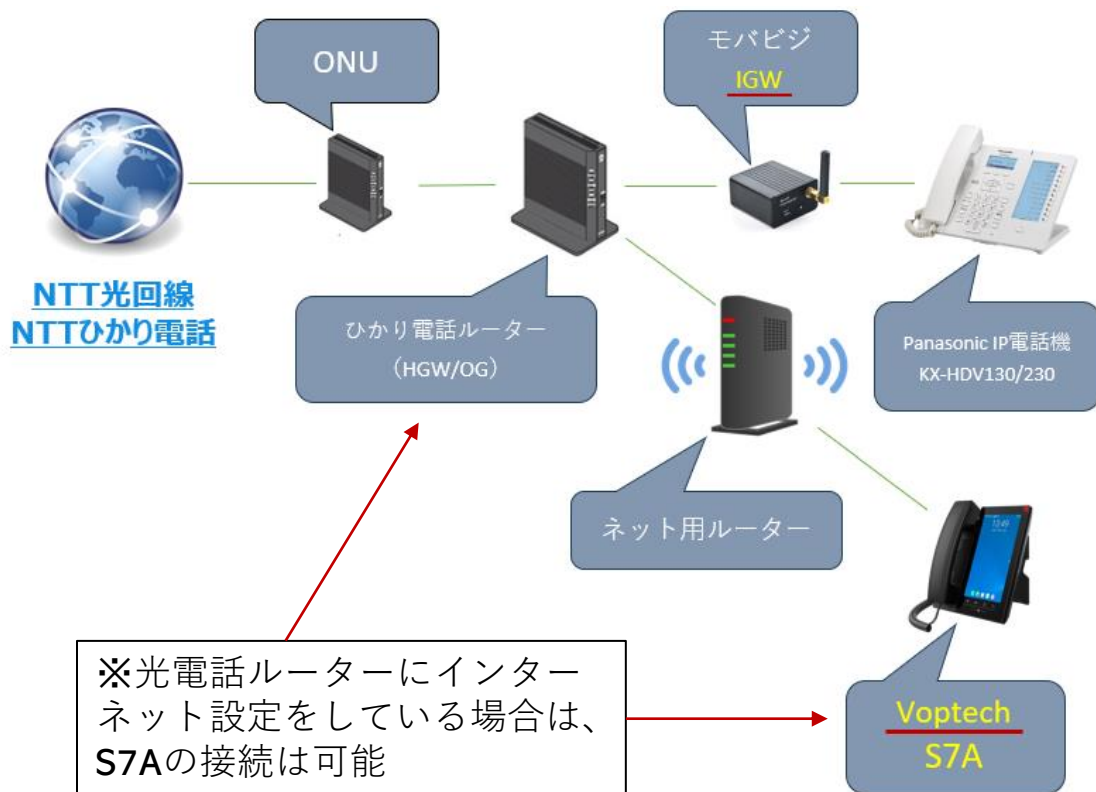 ONU
モバビジ
IGW
NTT光回線
NTTひかり電話
ひかり電話ルーター
（HGW/OG）
Panasonic IP電話機
KX-HDV130/230
ネット用ルーター
※光電話ルーターにインター
ネット設定をしている場合は、
S7Aの接続は可能
Voptech
S7A